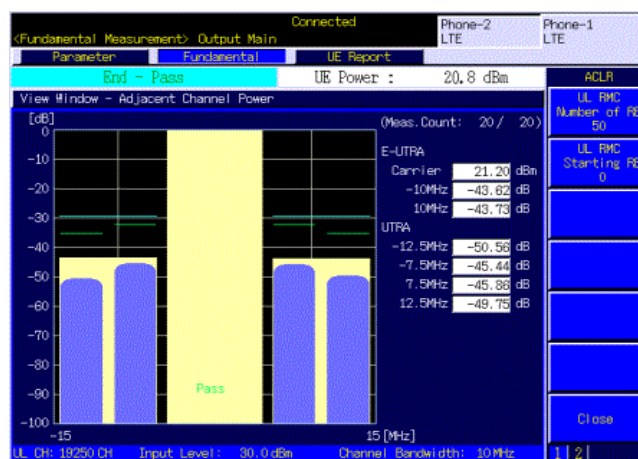 Connected
Phone-2 LTE
Phone-1 LTE
<Fundamental Measurement> Output Main
Parameter Fundamental UE Report
End - Pass UE Power : 20.8 dBm
View Window - Adjacent Channel Power
[dB]
(Meas.Count: 20 / 20)
0
-10
-20
-30
-40
-50
-60
-70
-80
-90
-100
Pass
-15 15 [MHz]
E-UTRA
Carrier 21.20 dBm
-10MHz -43.62 dB
10MHz -43.73 dB
UTRA
-12.5MHz -50.56 dB
-7.5MHz -45.44 dB
7.5MHz -45.86 dB
12.5MHz -49.75 dB
UL CH: 19250 CH Input Level: 30.0 dBm Channel Bandwidth: 10 MHz
ACLR
UL RMC
Number of RB
50
UL RMC
Starting RB
0
Close
1 2